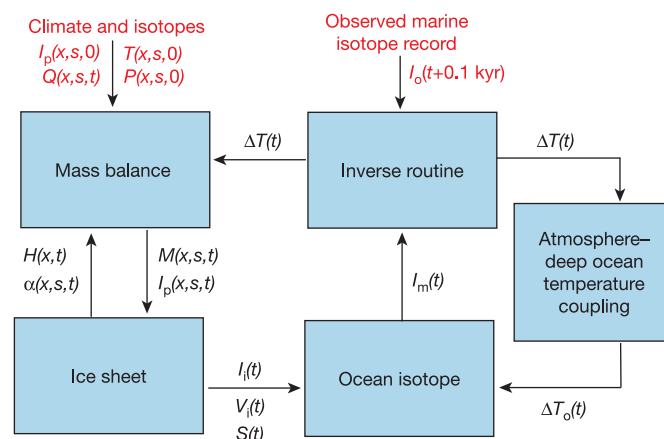 Climate and isotopes
Iₚ(x,s,0) T(x,s,0)
Q(x,s,t) P(x,s,0)
Observed marine
isotope record
Iₒ(t+0.1 kyr)
Mass balance
ΔT(t)
Inverse routine
ΔT(t)
Atmosphere–
deep ocean
temperature
coupling
H(x,t)
α(x,s,t)
M(x,s,t)
Iₚ(x,s,t)
Iₘ(t)
Ice sheet
Iᵢ(t)
Vᵢ(t)
S(t)
Ocean isotope
ΔTₒ(t)